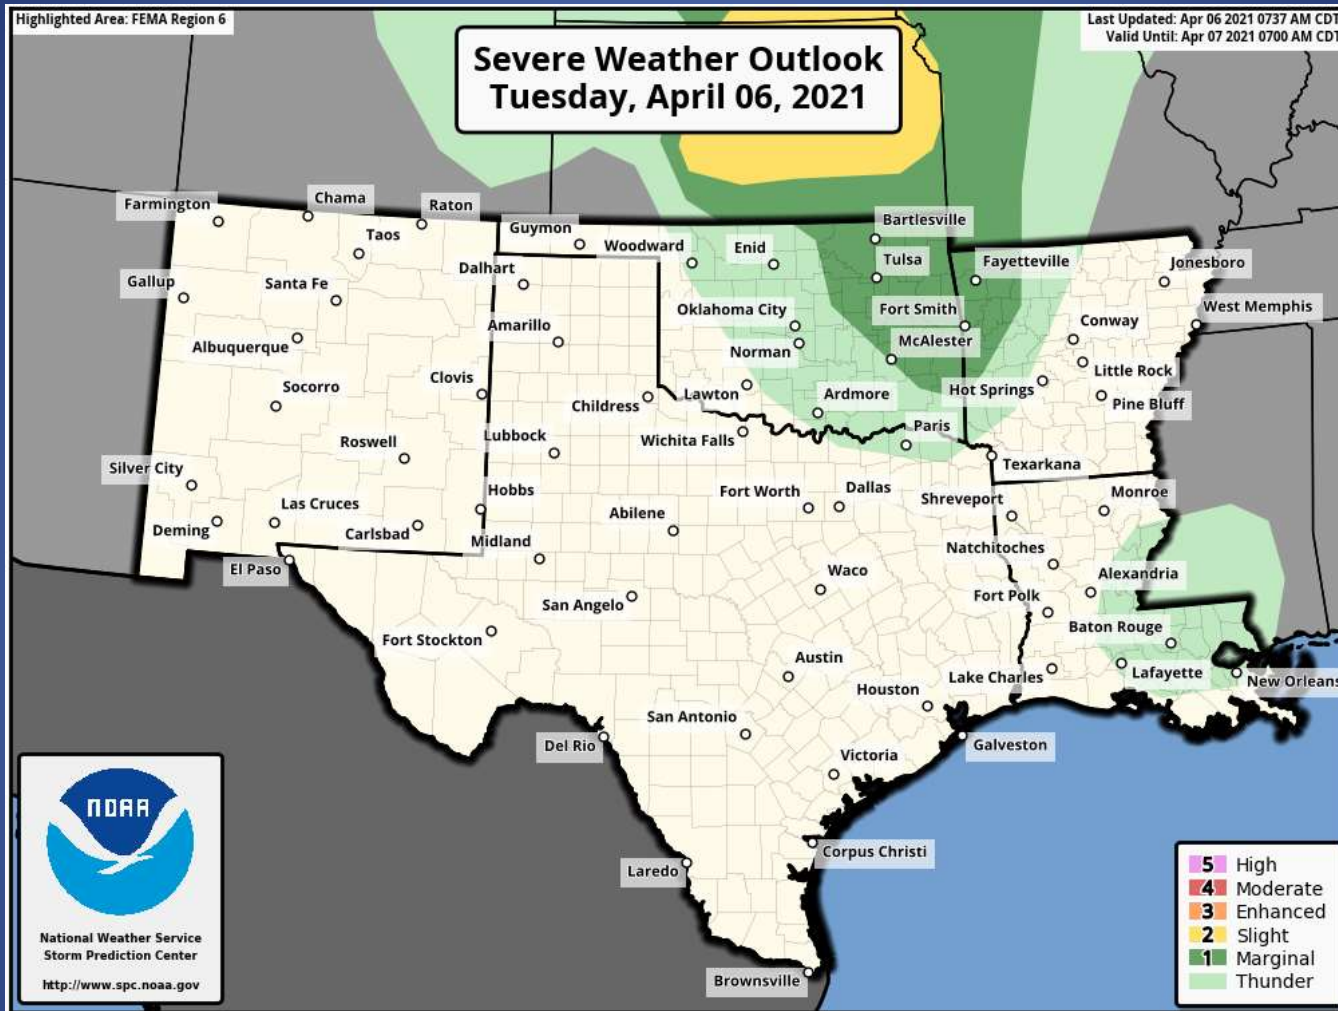 Highlighted Area: FEMA Region 6
Last Updated: Apr 06 2021 0737 AM CDT
Valid Until: Apr 07 2021 0700 AM CDT
Severe Weather Outlook
Tuesday, April 06, 2021
Farmington
Chama
Raton
Taos
Guymon
Woodward
Enid
Bartlesville
Tulsa
Fayetteville
Jonesboro
Gallup
Santa Fe
Dalhart
Oklahoma City
Fort Smith
West Memphis
Albuquerque
Amarillo
Norman
McAlester
Conway
Little Rock
Socorro
Clovis
Childress
Lawton
Ardmore
Hot Springs
Pine Bluff
Roswell
Lubbock
Wichita Falls
Paris
Texarkana
Silver City
Las Cruces
Hobbs
Fort Worth
Dallas
Shreveport
Monroe
Deming
Carlsbad
Midland
Abilene
Natchitoches
El Paso
San Angelo
Waco
Fort Polk
Alexandria
Fort Stockton
Baton Rouge
Austin
Lake Charles
Lafayette
New Orleans
Houston
San Antonio
Del Rio
Galveston
Victoria
Corpus Christi
Laredo
Brownsville
NOAA
National Weather Service
Storm Prediction Center
http://www.spc.noaa.gov
5 High
4 Moderate
3 Enhanced
2 Slight
1 Marginal
Thunder